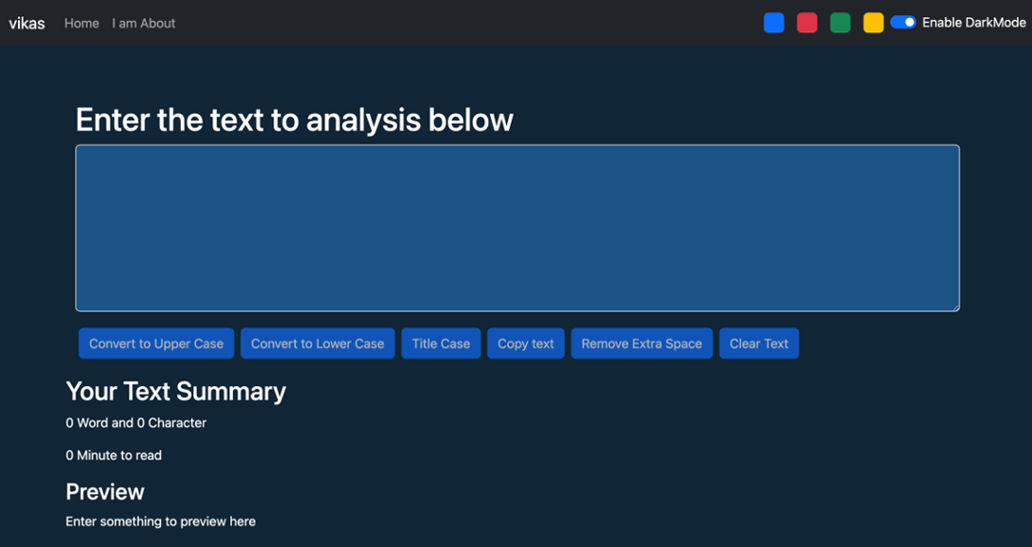 vikas Home I am About Enable DarkMode
Enter the text to analysis below
Convert to Upper Case Convert to Lower Case Title Case Copy text Remove Extra Space Clear Text
Your Text Summary
0 Word and 0 Character
0 Minute to read
Preview
Enter something to preview here